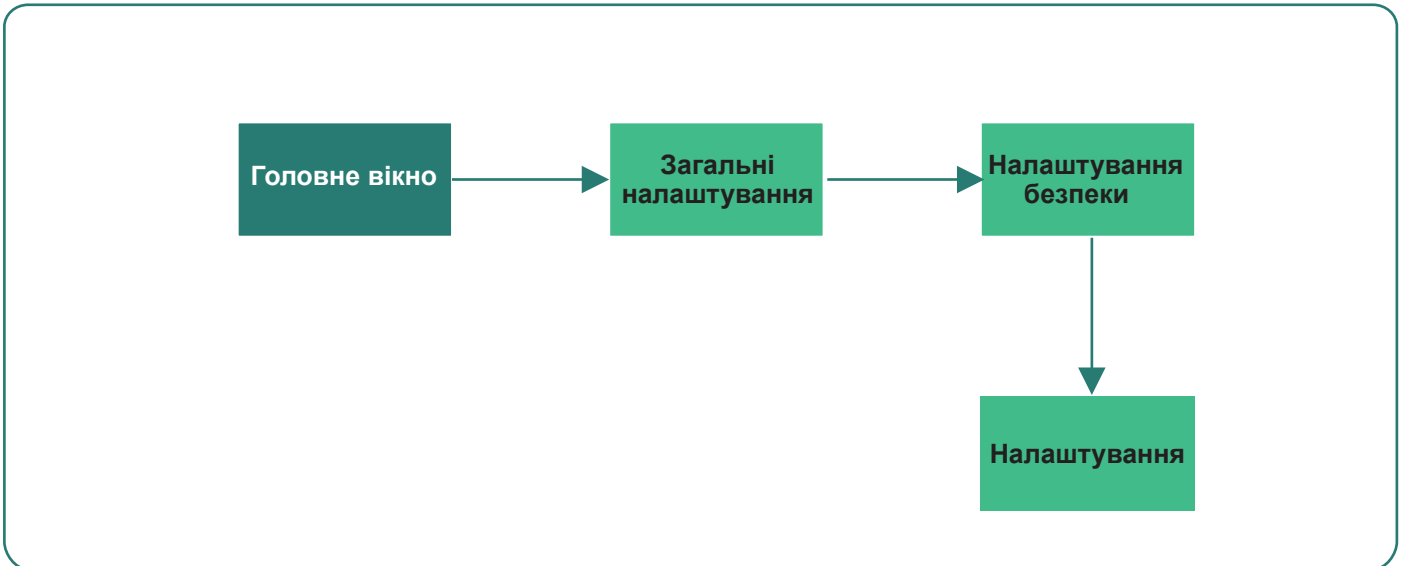 Головне вікно
Загальні
налаштування
Налаштування
безпеки
Налаштування